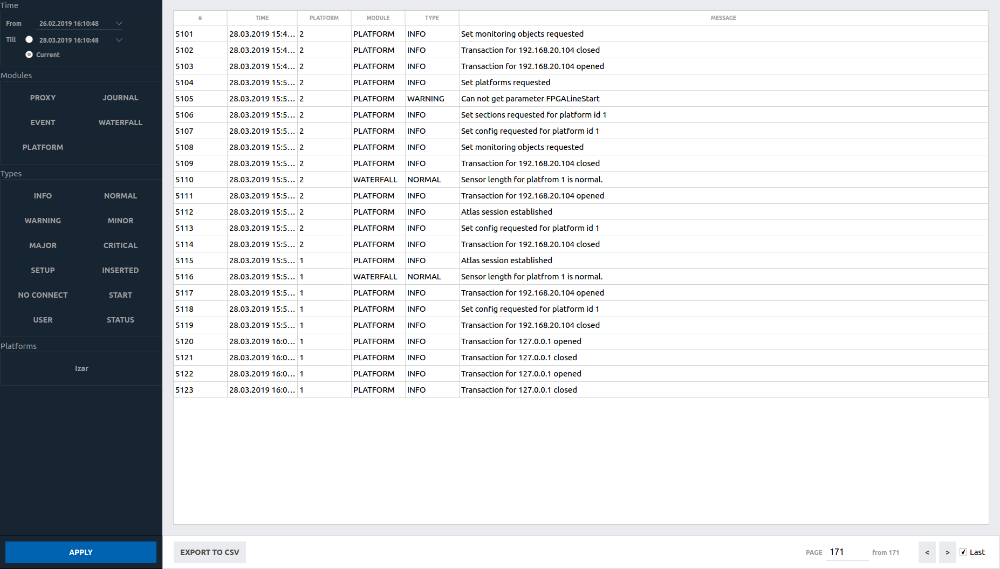 Time
From 26.02.2019 16:10:48
Till 28.03.2019 16:10:48
Current
Modules
PROXY JOURNAL
EVENT WATERFALL
PLATFORM
Types
INFO NORMAL
WARNING MINOR
MAJOR CRITICAL
SETUP INSERTED
NO CONNECT START
USER STATUS
Platforms
Izar
APPLY
# TIME PLATFORM MODULE TYPE MESSAGE
5101 28.03.2019 15:4... 2 PLATFORM INFO Set monitoring objects requested
5102 28.03.2019 15:4... 2 PLATFORM INFO Transaction for 192.168.20.104 closed
5103 28.03.2019 15:4... 2 PLATFORM INFO Transaction for 192.168.20.104 opened
5104 28.03.2019 15:5... 2 PLATFORM INFO Set platforms requested
5105 28.03.2019 15:5... 2 PLATFORM WARNING Can not get parameter FPGALineStart
5106 28.03.2019 15:5... 2 PLATFORM INFO Set sections requested for platform id 1
5107 28.03.2019 15:5... 2 PLATFORM INFO Set config requested for platform id 1
5108 28.03.2019 15:5... 2 PLATFORM INFO Set monitoring objects requested
5109 28.03.2019 15:5... 2 PLATFORM INFO Transaction for 192.168.20.104 closed
5110 28.03.2019 15:5... 2 WATERFALL NORMAL Sensor length for platfrom 1 is normal.
5111 28.03.2019 15:5... 2 PLATFORM INFO Transaction for 192.168.20.104 opened
5112 28.03.2019 15:5... 2 PLATFORM INFO Atlas session established
5113 28.03.2019 15:5... 2 PLATFORM INFO Set config requested for platform id 1
5114 28.03.2019 15:5... 2 PLATFORM INFO Transaction for 192.168.20.104 closed
5115 28.03.2019 15:5... 1 PLATFORM INFO Atlas session established
5116 28.03.2019 15:5... 1 WATERFALL NORMAL Sensor length for platfrom 1 is normal.
5117 28.03.2019 15:5... 1 PLATFORM INFO Transaction for 192.168.20.104 opened
5118 28.03.2019 15:5... 1 PLATFORM INFO Set config requested for platform id 1
5119 28.03.2019 15:5... 1 PLATFORM INFO Transaction for 192.168.20.104 closed
5120 28.03.2019 16:0... 1 PLATFORM INFO Transaction for 127.0.0.1 opened
5121 28.03.2019 16:0... 1 PLATFORM INFO Transaction for 127.0.0.1 closed
5122 28.03.2019 16:0... 1 PLATFORM INFO Transaction for 127.0.0.1 opened
5123 28.03.2019 16:0... 1 PLATFORM INFO Transaction for 127.0.0.1 closed
EXPORT TO CSV PAGE 171 from 171 < > Last